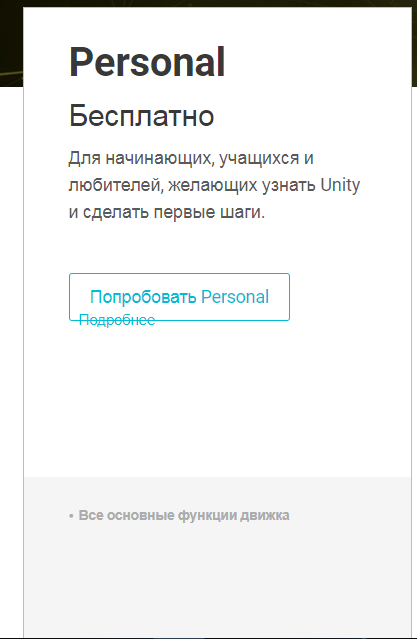 Personal
Бесплатно
Для начинающих, учащихся и
любителей, желающих узнать Unity
и сделать первые шаги.
Попробовать Personal
Подробнее
• Все основные функции движка